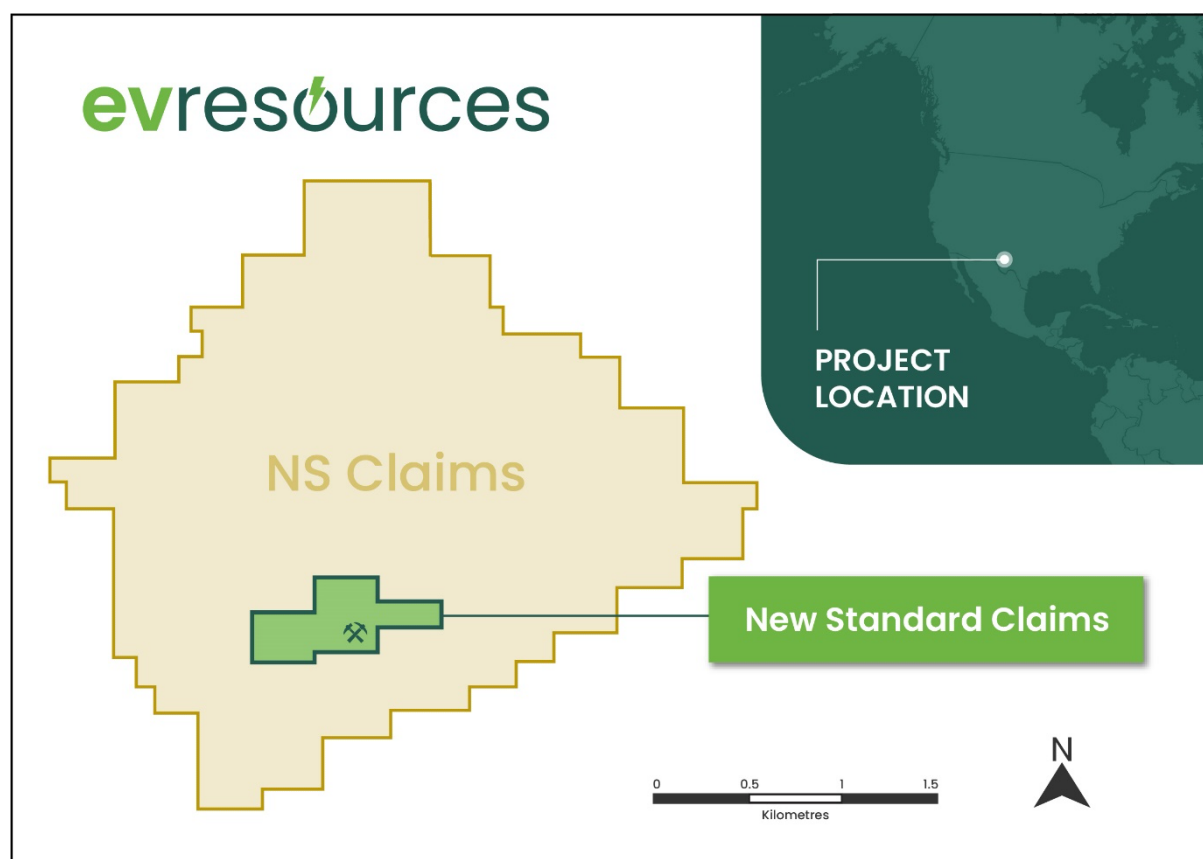 evresources
PROJECT
LOCATION
NS Claims
New Standard Claims
N
0 0.5 1 1.5
Kilometres